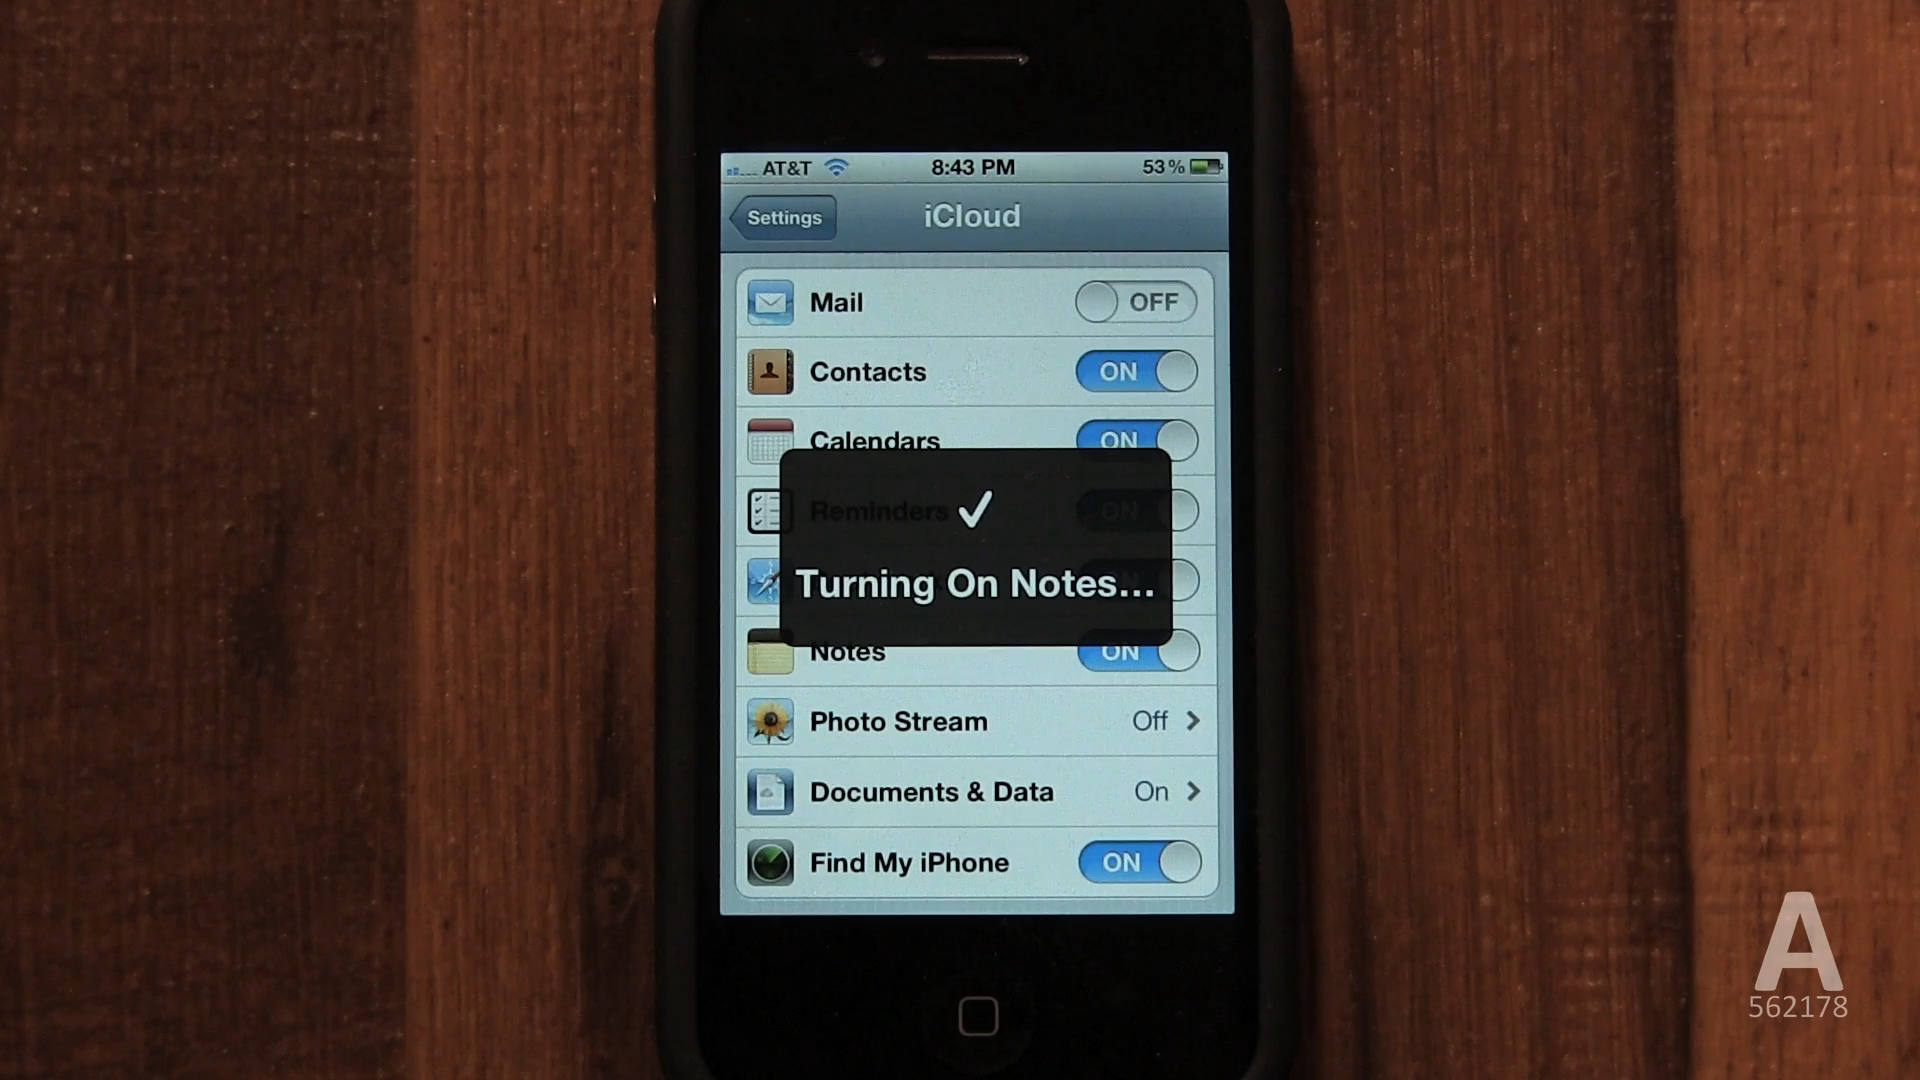 AT&T 8:43 PM 53%
Settings iCloud
Mail OFF
Contacts ON
Calendars ON
Reminders ON
Turning On Notes...
Notes ON
Photo Stream Off
Documents & Data On
Find My iPhone ON
A
562178